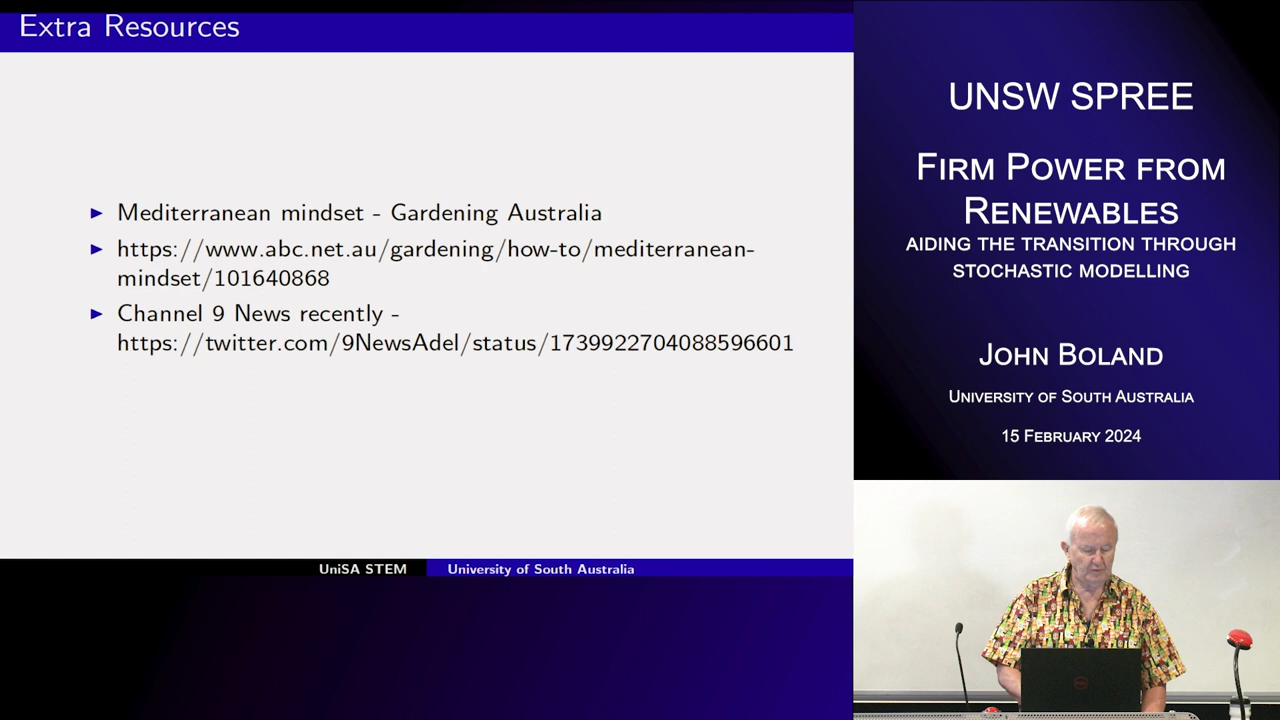 Extra Resources
Mediterranean mindset - Gardening Australia
https://www.abc.net.au/gardening/how-to/mediterranean-
mindset/101640868
Channel 9 News recently -
https://twitter.com/9NewsAdel/status/1739922704088596601
UniSA STEM
University of South Australia
UNSW SPREE
FIRM POWER FROM
RENEWABLES
AIDING THE TRANSITION THROUGH
STOCHASTIC MODELLING
JOHN BOLAND
UNIVERSITY OF SOUTH AUSTRALIA
15 FEBRUARY 2024